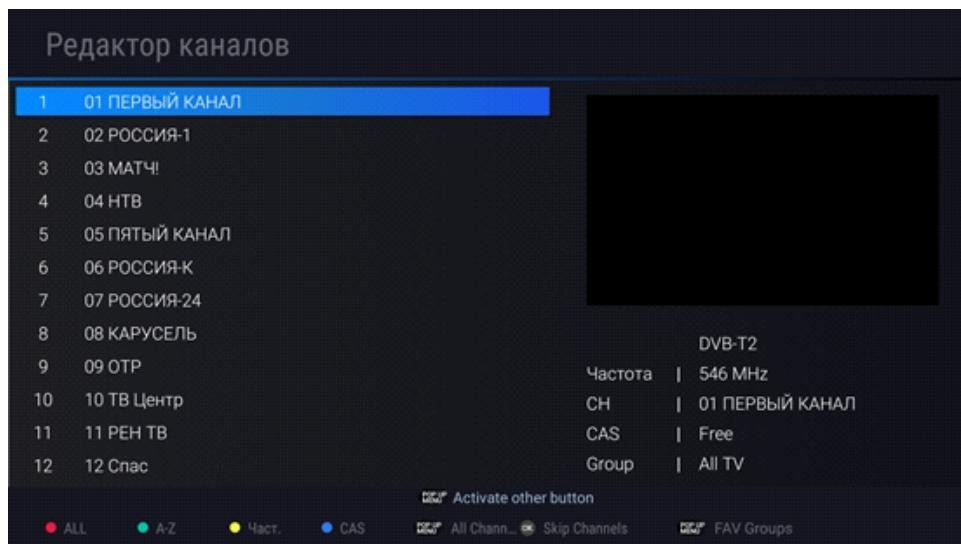 Редактор каналов
1 01 ПЕРВЫЙ КАНАЛ
2 02 РОССИЯ-1
3 03 МАТЧ!
4 04 НТВ
5 05 ПЯТЫЙ КАНАЛ
6 06 РОССИЯ-К
7 07 РОССИЯ-24
8 08 КАРУСЕЛЬ
9 09 ОТР
10 10 ТВ Центр
11 11 РЕН ТВ
12 12 Спас
DVB-T2
Частота | 546 MHz
CH | 01 ПЕРВЫЙ КАНАЛ
CAS | Free
Group | All TV
Activate other button
ALL A-Z Част. CAS All Chann... OK Skip Channels FAV Groups